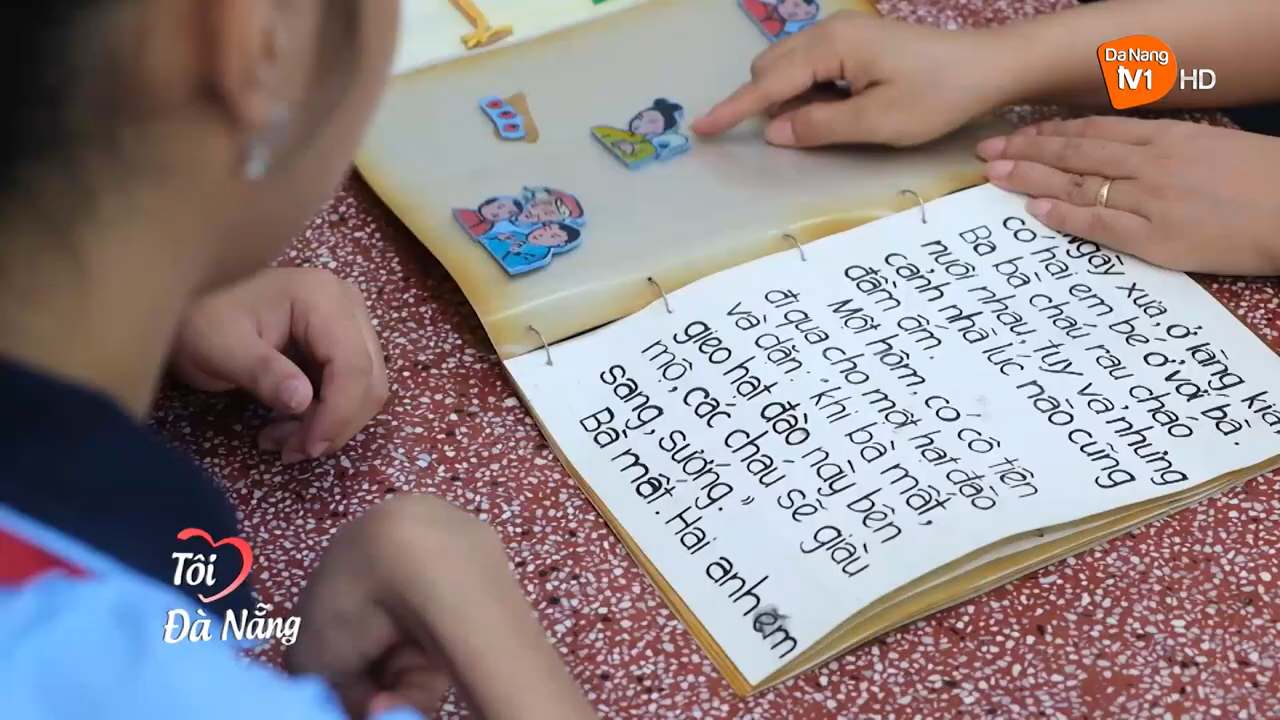 Da Nang
tv1 HD
Ngày xưa, ở làng kia
có hai em bé ở với bà.
Ba bà cháu rau cháo
nuôi nhau, tuy vả, nhưng
cảnh nhà lúc nào cũng
đầm ấm.
Một hôm, có cô tiên
đi qua cho một hạt đào
và dặn: "khi bà mất,
gieo hạt đào này bên
mộ, các cháu sẽ giàu
sang, sướng."
Bà mất. Hai anh em
Tôi
Đà Nẵng